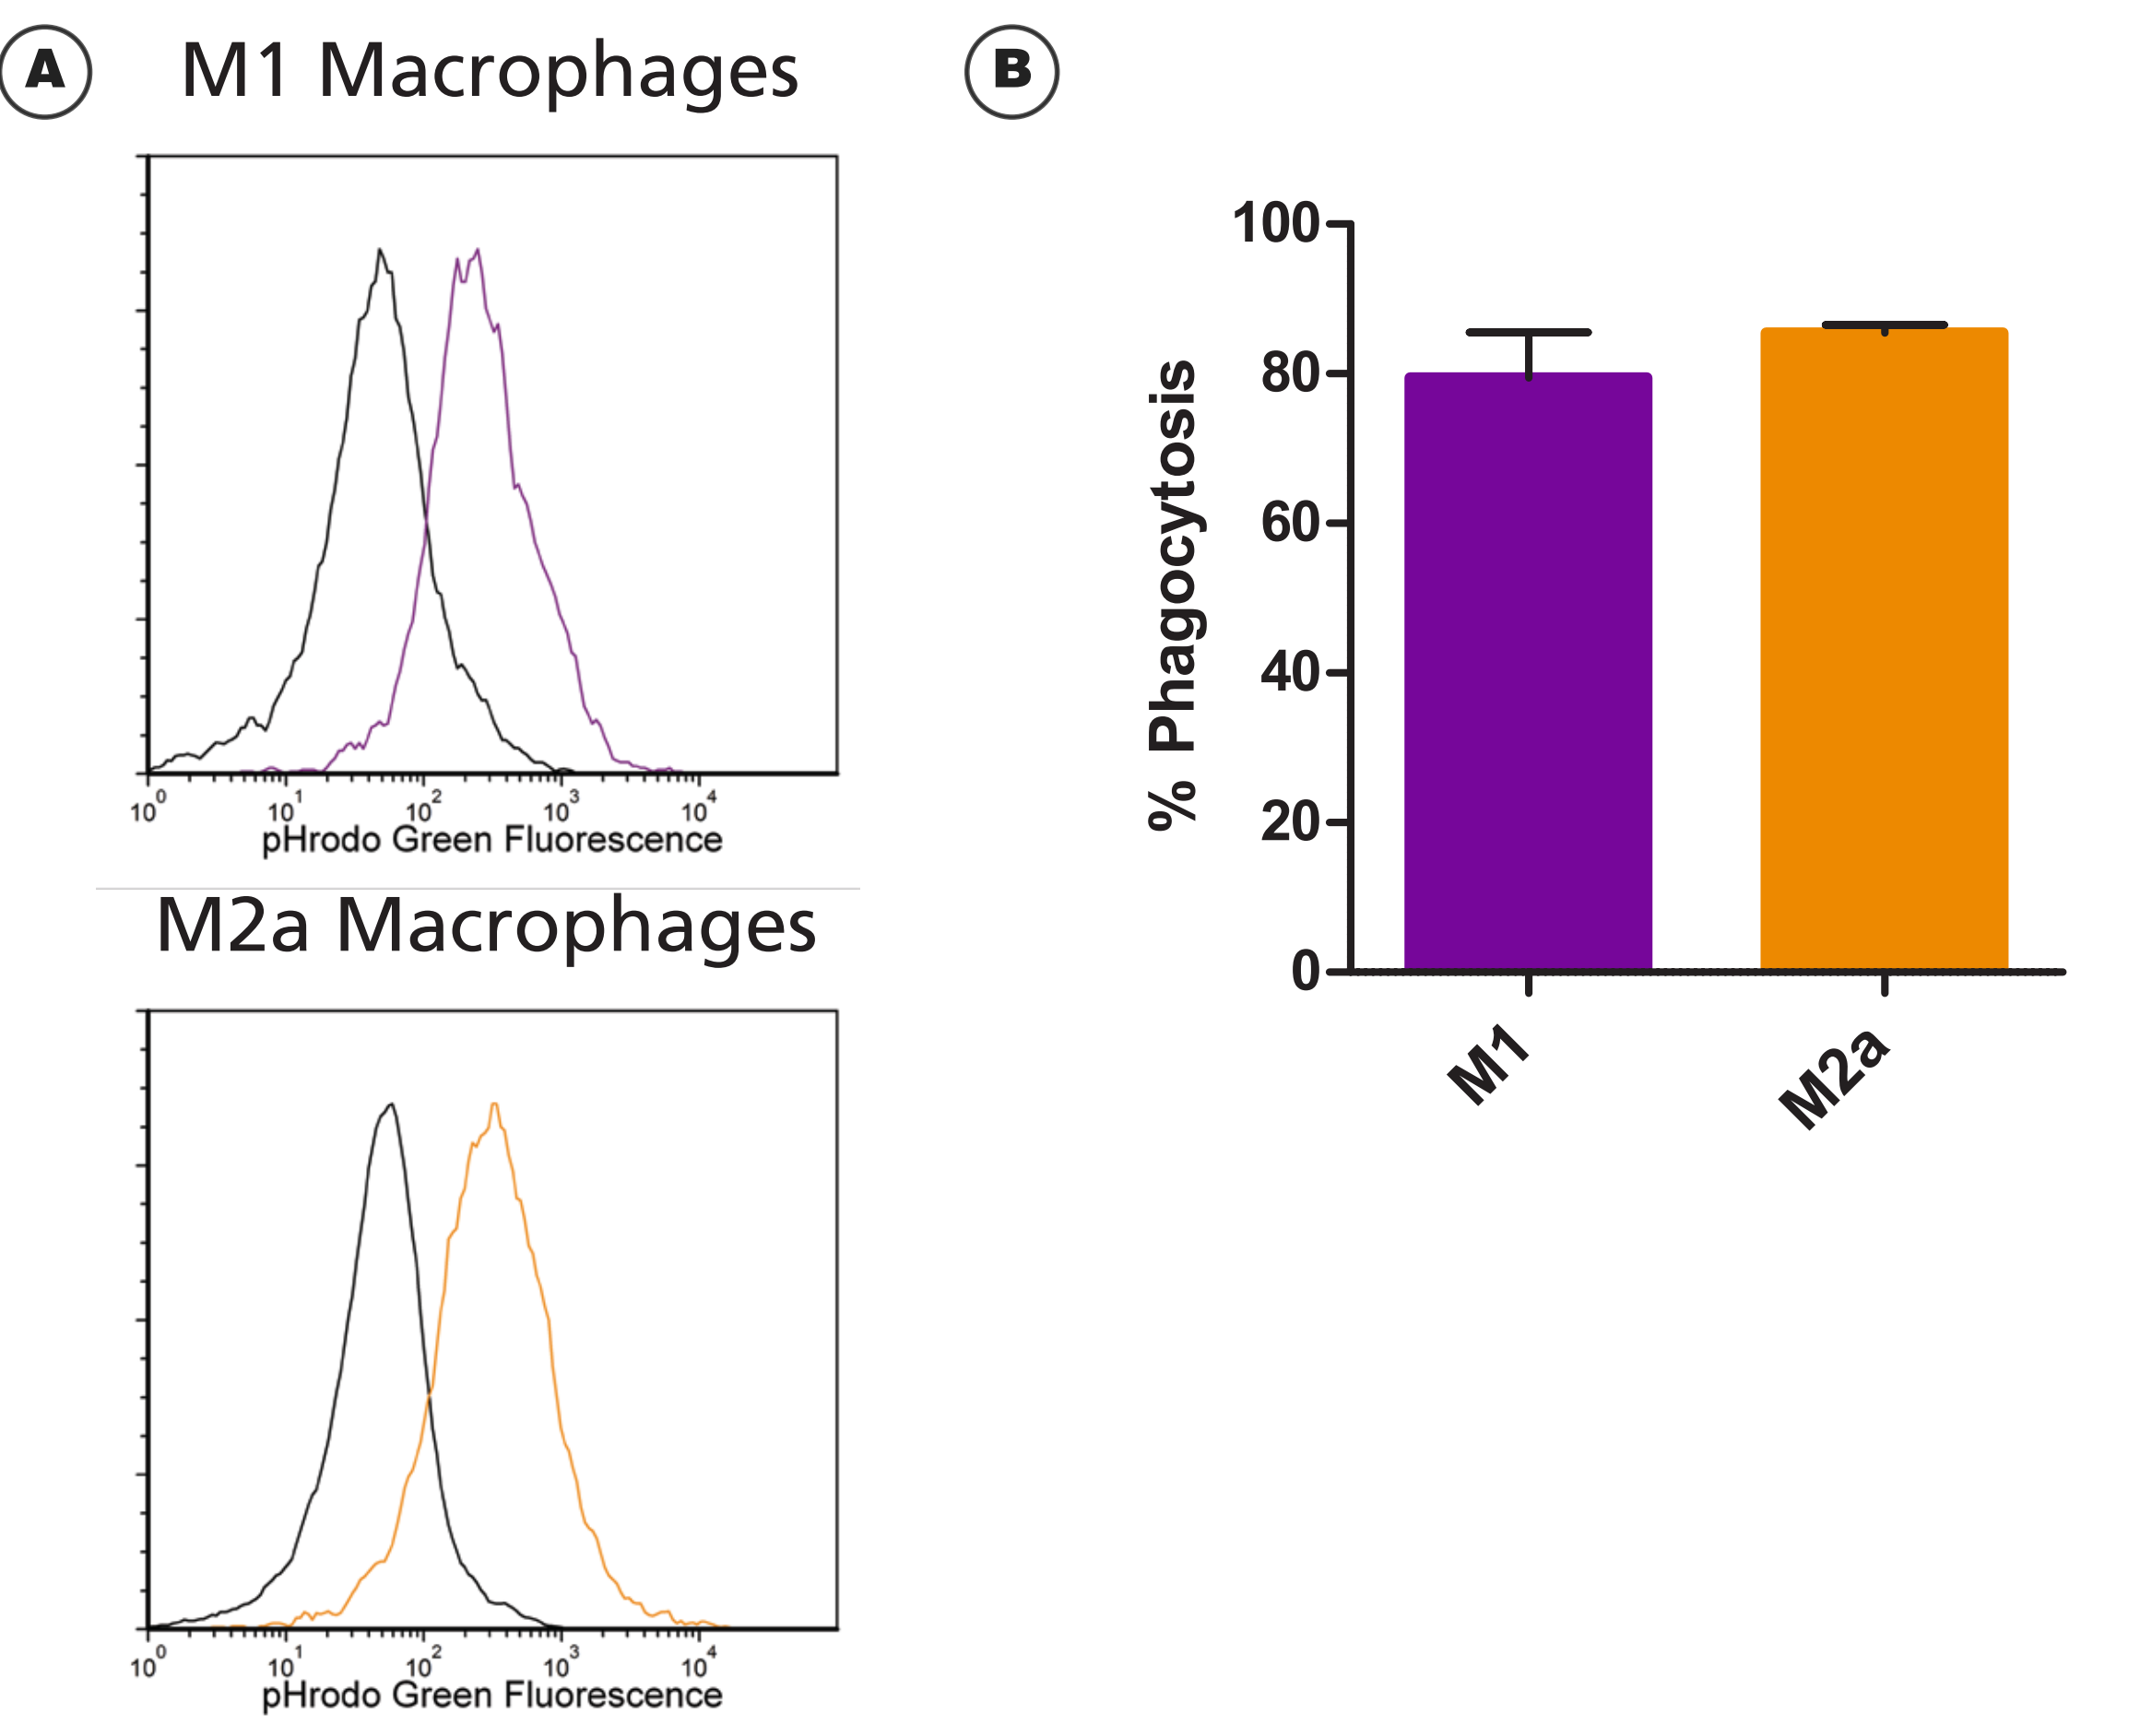 A
M1 Macrophages
10^0 10^1 10^2 10^3 10^4
pHrodo Green Fluorescence
M2a Macrophages
10^0 10^1 10^2 10^3 10^4
pHrodo Green Fluorescence
B
% Phagocytosis
100
80
60
40
20
0
M1
M2a